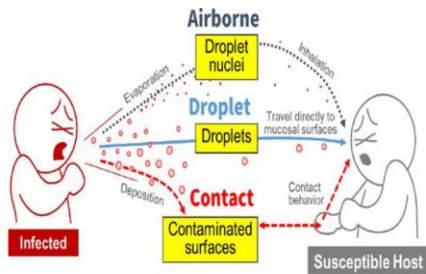 Airborne
Droplet
nuclei
Evaporation
Inhalation
Droplet
Droplets
Travel directly to
mucosal surfaces
Deposition
Contact
Contact
behavior
Contaminated
surfaces
Infected
Susceptible Host